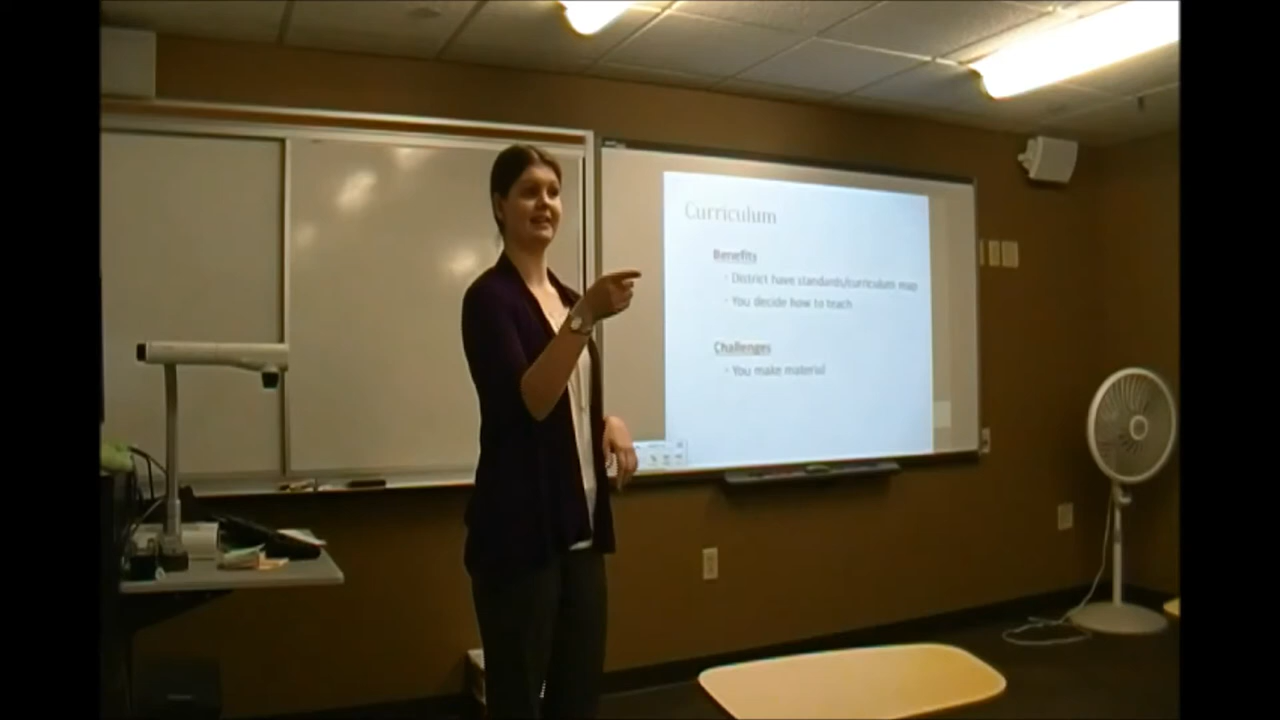 Curriculum
Benefits
· District have standards/curriculum map
· You decide how to teach
Challenges
· You make material